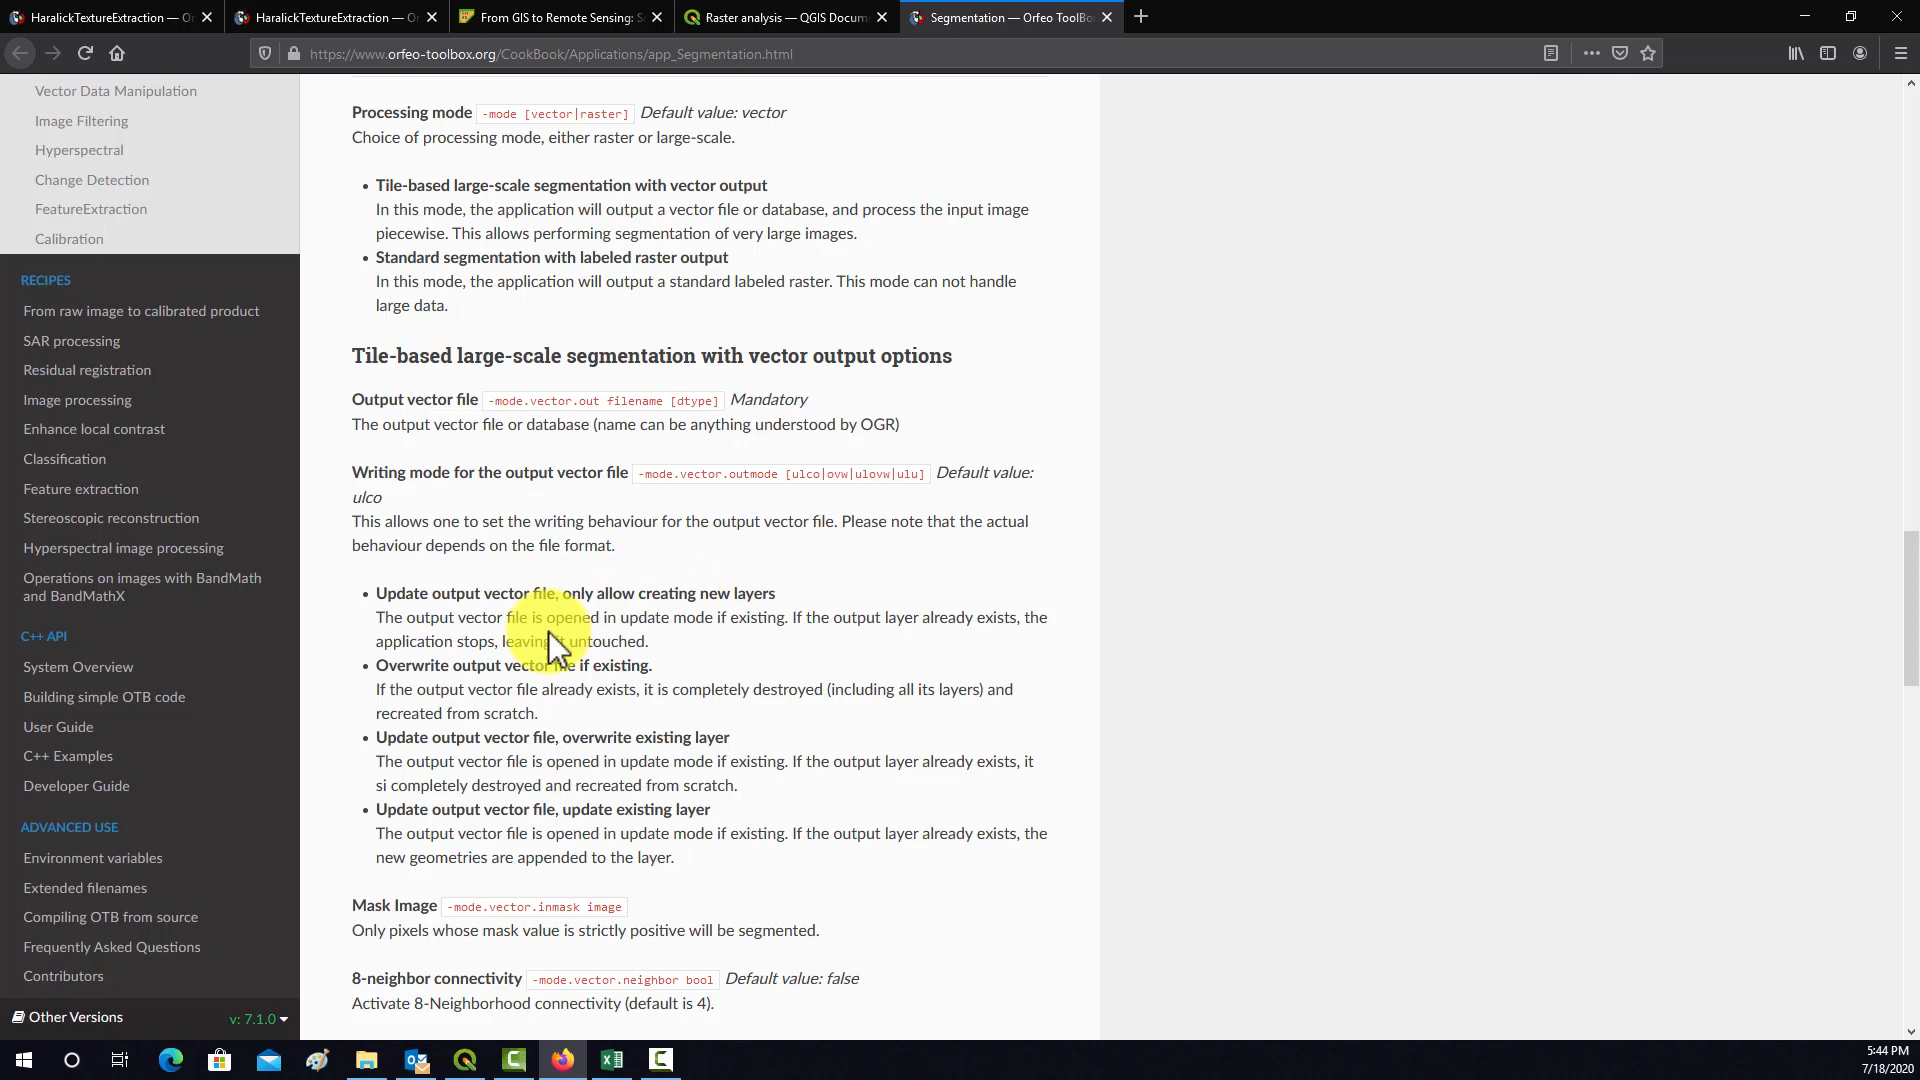 HaralickTextureExtraction — Or
HaralickTextureExtraction — Or
From GIS to Remote Sensing: S
Raster analysis — QGIS Docum
Segmentation — Orfeo ToolBo
https://www.orfeo-toolbox.org/CookBook/Applications/app_Segmentation.html
Vector Data Manipulation
Image Filtering
Hyperspectral
Change Detection
FeatureExtraction
Calibration
RECIPES
From raw image to calibrated product
SAR processing
Residual registration
Image processing
Enhance local contrast
Classification
Feature extraction
Stereoscopic reconstruction
Hyperspectral image processing
Operations on images with BandMath
and BandMathX
C++ API
System Overview
Building simple OTB code
User Guide
C++ Examples
Developer Guide
ADVANCED USE
Environment variables
Extended filenames
Compiling OTB from source
Frequently Asked Questions
Contributors
Other Versions v: 7.1.0
Processing mode -mode [vector|raster] Default value: vector
Choice of processing mode, either raster or large-scale.
• Tile-based large-scale segmentation with vector output
In this mode, the application will output a vector file or database, and process the input image
piecewise. This allows performing segmentation of very large images.
• Standard segmentation with labeled raster output
In this mode, the application will output a standard labeled raster. This mode can not handle
large data.
Tile-based large-scale segmentation with vector output options
Output vector file -mode.vector.out filename [dtype] Mandatory
The output vector file or database (name can be anything understood by OGR)
Writing mode for the output vector file -mode.vector.outmode [ulco|ovw|ulovw|ulu] Default value:
ulco
This allows one to set the writing behaviour for the output vector file. Please note that the actual
behaviour depends on the file format.
• Update output vector file, only allow creating new layers
The output vector file is opened in update mode if existing. If the output layer already exists, the
application stops, leaving it untouched.
• Overwrite output vector file if existing.
If the output vector file already exists, it is completely destroyed (including all its layers) and
recreated from scratch.
• Update output vector file, overwrite existing layer
The output vector file is opened in update mode if existing. If the output layer already exists, it
si completely destroyed and recreated from scratch.
• Update output vector file, update existing layer
The output vector file is opened in update mode if existing. If the output layer already exists, the
new geometries are appended to the layer.
Mask Image -mode.vector.inmask image
Only pixels whose mask value is strictly positive will be segmented.
8-neighbor connectivity -mode.vector.neighbor bool Default value: false
Activate 8-Neighborhood connectivity (default is 4).
5:44 PM
7/18/2020